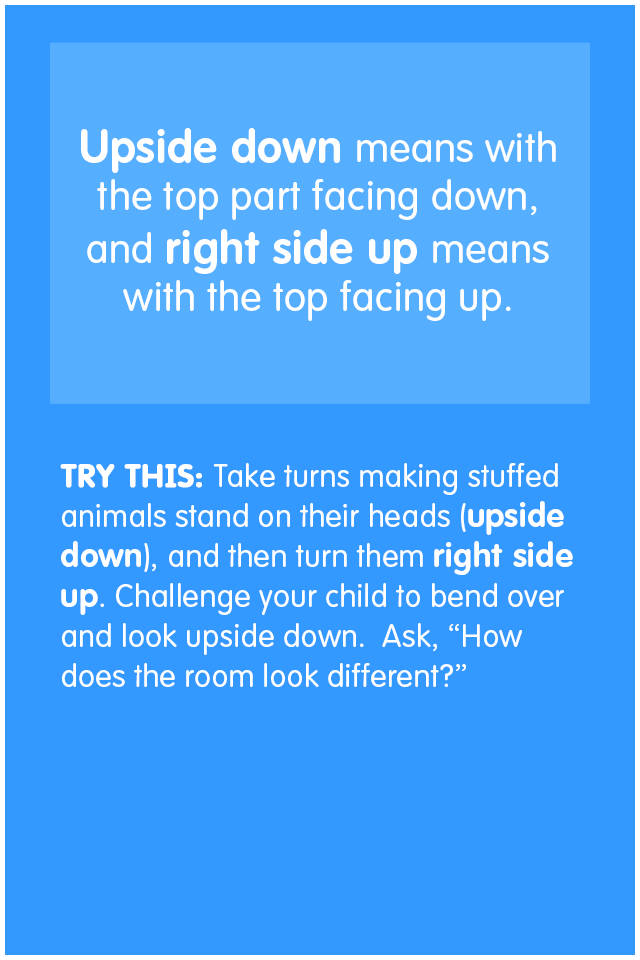 Upside down means with
the top part facing down,
and right side up means
with the top facing up.
TRY THIS: Take turns making stuffed
animals stand on their heads (upside
down), and then turn them right side
up. Challenge your child to bend over
and look upside down.  Ask, “How
does the room look different?”